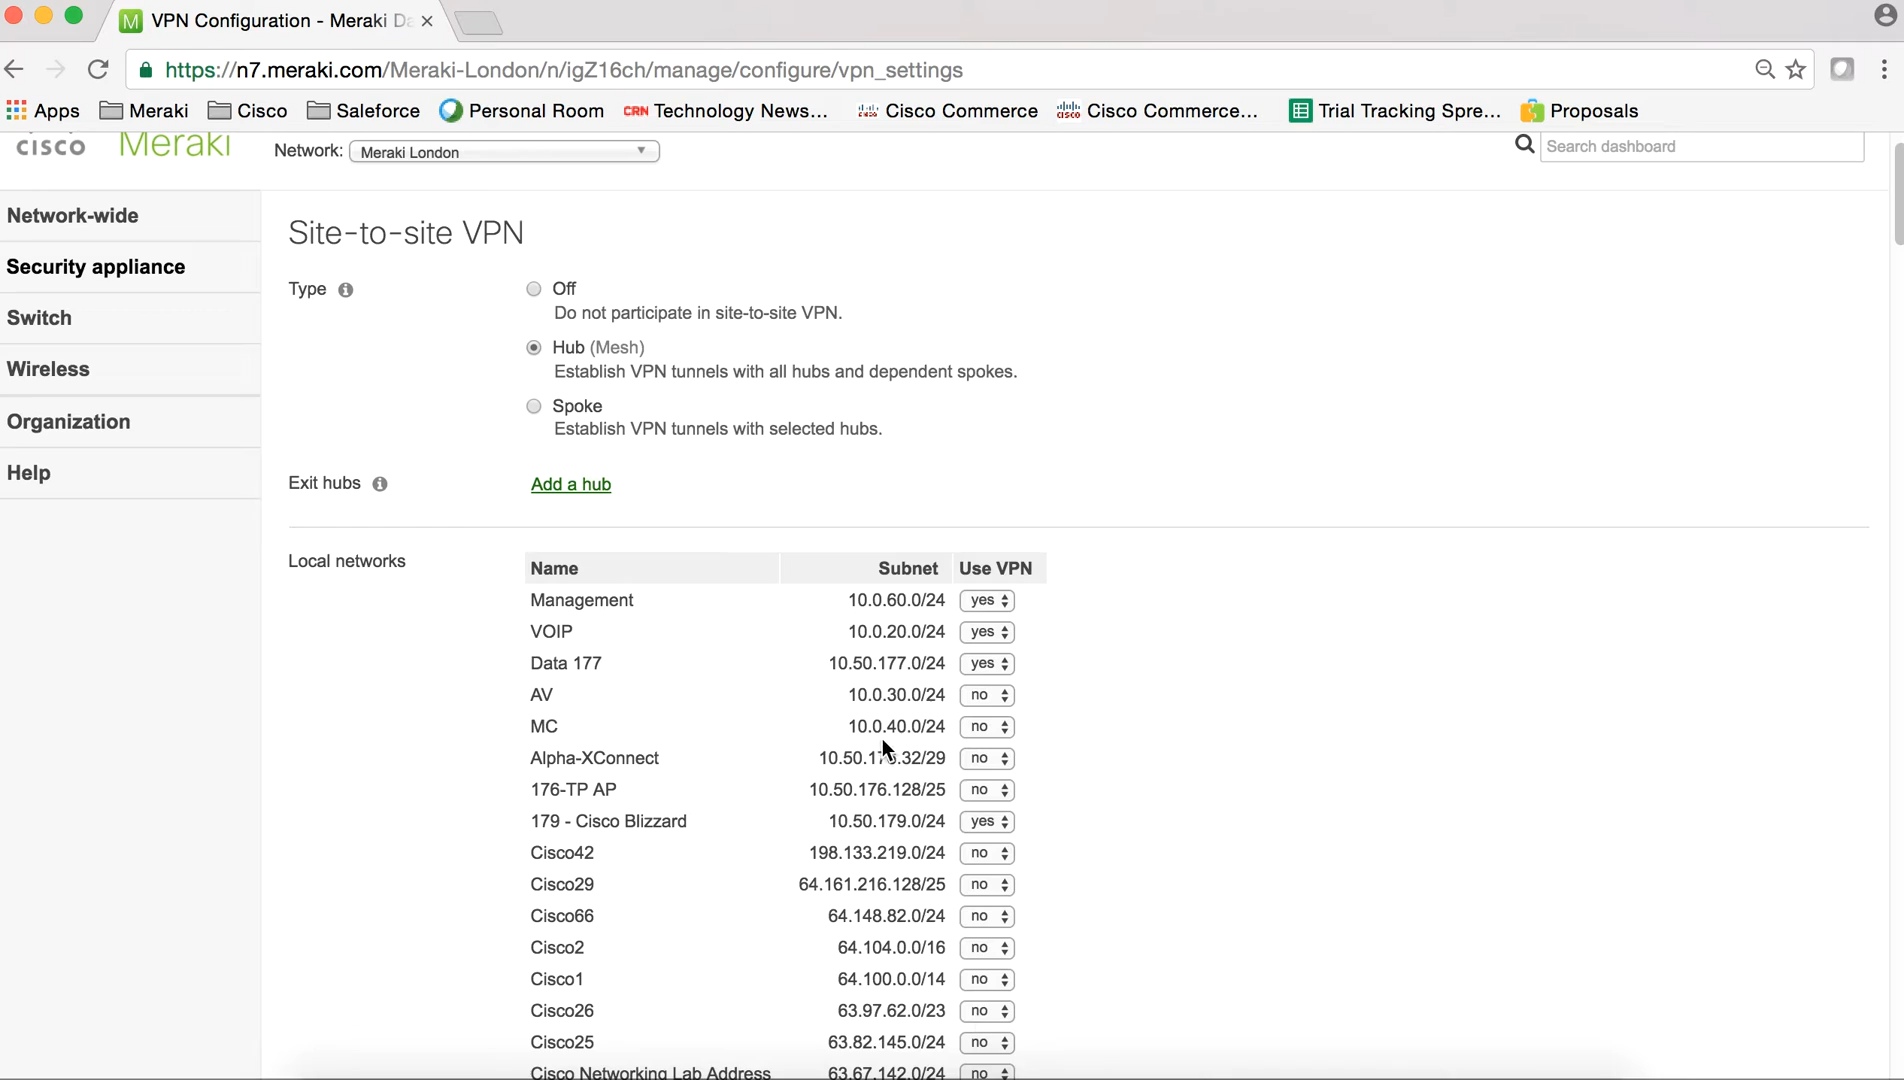 VPN Configuration - Meraki Da
https://n7.meraki.com/Meraki-London/n/igZ16ch/manage/configure/vpn_settings
Apps Meraki Cisco Saleforce Personal Room CRN Technology News... Cisco Commerce Cisco Commerce... Trial Tracking Spre... Proposals
cisco Meraki Network: Meraki London Search dashboard
Network-wide
Security appliance
Switch
Wireless
Organization
Help
Site-to-site VPN
Type
Off
Do not participate in site-to-site VPN.
Hub (Mesh)
Establish VPN tunnels with all hubs and dependent spokes.
Spoke
Establish VPN tunnels with selected hubs.
Exit hubs Add a hub
Local networks
Name Subnet Use VPN
Management 10.0.60.0/24 yes
VOIP 10.0.20.0/24 yes
Data 177 10.50.177.0/24 yes
AV 10.0.30.0/24 no
MC 10.0.40.0/24 no
Alpha-XConnect no
176-TP AP 10.50.176.128/25 no
179 - Cisco Blizzard 10.50.179.0/24 yes
Cisco42 198.133.219.0/24 no
Cisco29 64.161.216.128/25 no
Cisco66 64.148.82.0/24 no
Cisco2 64.104.0.0/16 no
Cisco1 64.100.0.0/14 no
Cisco26 63.97.62.0/23 no
Cisco25 63.82.145.0/24 no
Cisco Networking Lab Address 63.67.142.0/24 no